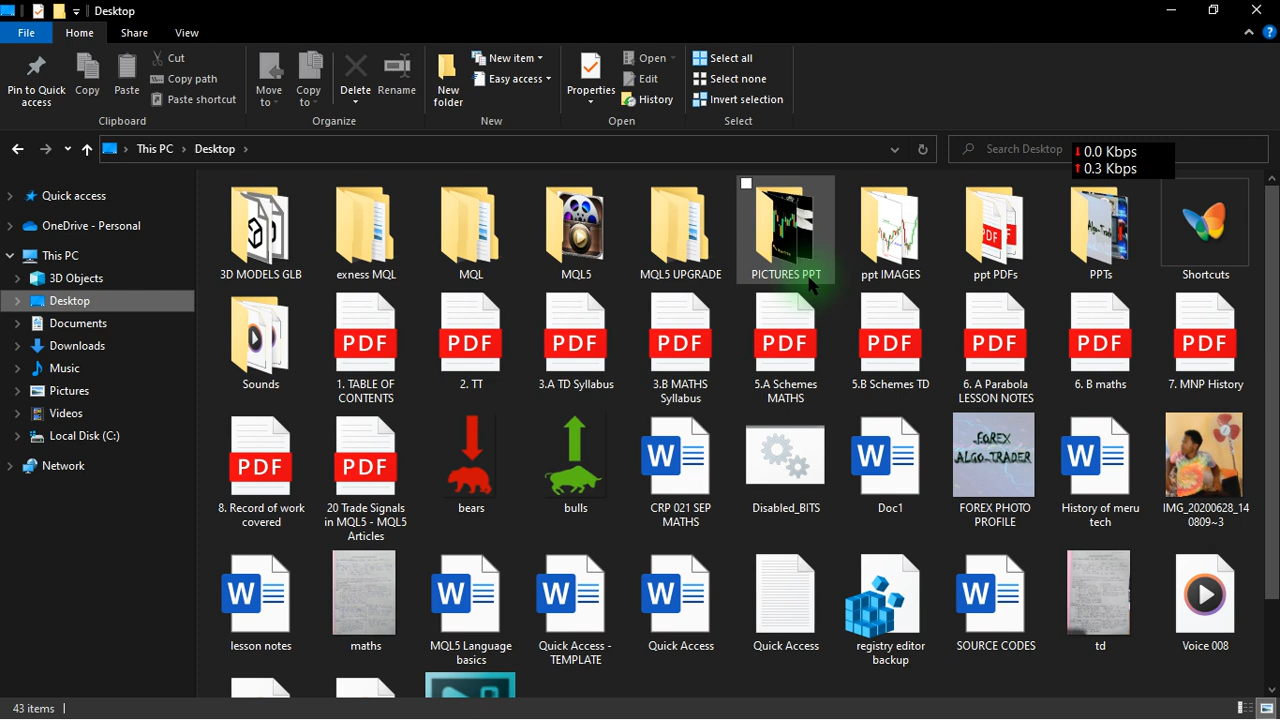 Desktop
File
Home
Share
View
Pin to Quick access
Copy
Paste
Cut
Copy path
Paste shortcut
Clipboard
Move to
Copy to
Delete
Rename
Organize
New folder
New item
Easy access
New
Properties
Open
Edit
History
Open
Select all
Select none
Invert selection
Select
This PC
Desktop
Search Desktop
0.0 Kbps
0.3 Kbps
Quick access
OneDrive - Personal
This PC
3D Objects
Desktop
Documents
Downloads
Music
Pictures
Videos
Local Disk (C:)
Network
3D MODELS GLB
exness MQL
MQL
MQL5
MQL5 UPGRADE
PICTURES PPT
ppt IMAGES
ppt PDFs
PPTs
Shortcuts
PDF
PDF
PDF
PDF
PDF
PDF
PDF
PDF
PDF
Sounds
1. TABLE OF CONTENTS
2. TT
3.A TD Syllabus
3.B MATHS Syllabus
5.A Schemes MATHS
5.B Schemes TD
6. A Parabola LESSON NOTES
6. B maths
7. MNP History
PDF
PDF
W
W
FOREX
ALGO-TRADER
W
8. Record of work covered
20 Trade Signals in MQL5 - MQL5 Articles
bears
bulls
CRP 021 SEP MATHS
Disabled_BITS
Doc1
FOREX PHOTO PROFILE
History of meru tech
IMG_20200628_140809~3
W
W
W
W
W
lesson notes
maths
MQL5 Language basics
Quick Access - TEMPLATE
Quick Access
Quick Access
registry editor backup
SOURCE CODES
td
Voice 008
43 items